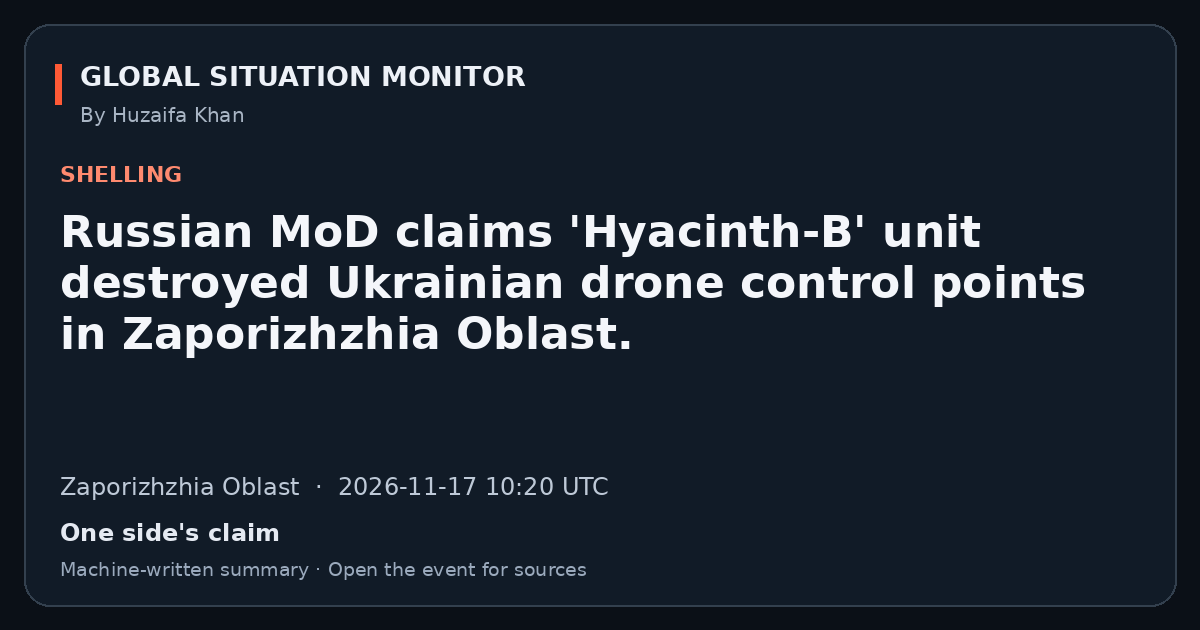 GLOBAL SITUATION MONITOR
By Huzaifa Khan
SHELLING
Russian MoD claims 'Hyacinth-B' unit
destroyed Ukrainian drone control points
in Zaporizhzhia Oblast.
Zaporizhzhia Oblast · 2026-11-17 10:20 UTC
One side's claim
Machine-written summary · Open the event for sources